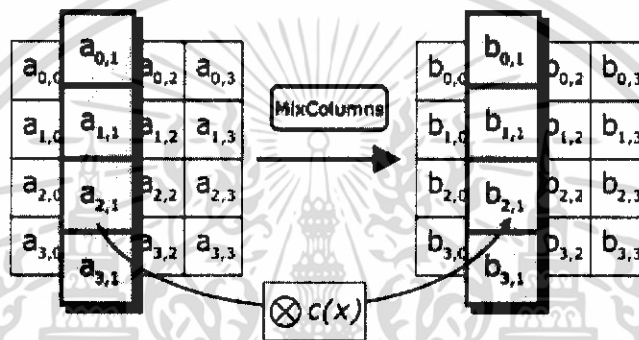 a0,0 a0,1 a0,2 a0,3
a1,0 a1,1 a1,2 a1,3
a2,0 a2,1 a2,2 a2,3
a3,0 a3,1 a3,2 a3,3
MixColumns
b0,0 b0,1 b0,2 b0,3
b1,0 b1,1 b1,2 b1,3
b2,0 b2,1 b2,2 b2,3
b3,0 b3,1 b3,2 b3,3
⊗ c(x)